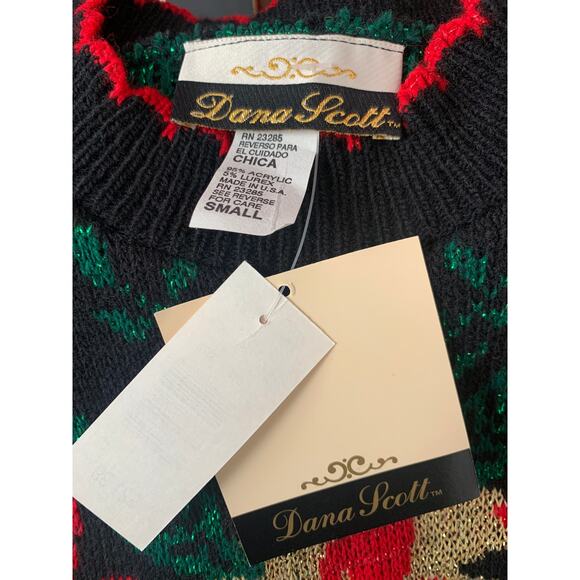 Dana Scott™
RN 23285
REVERSO PARA
EL CUIDADO
CHICA
95% ACRYLIC
5% LUREX
MADE IN U.S.A.
RN 23285
SEE REVERSE
FOR CARE
SMALL
Dana Scott™